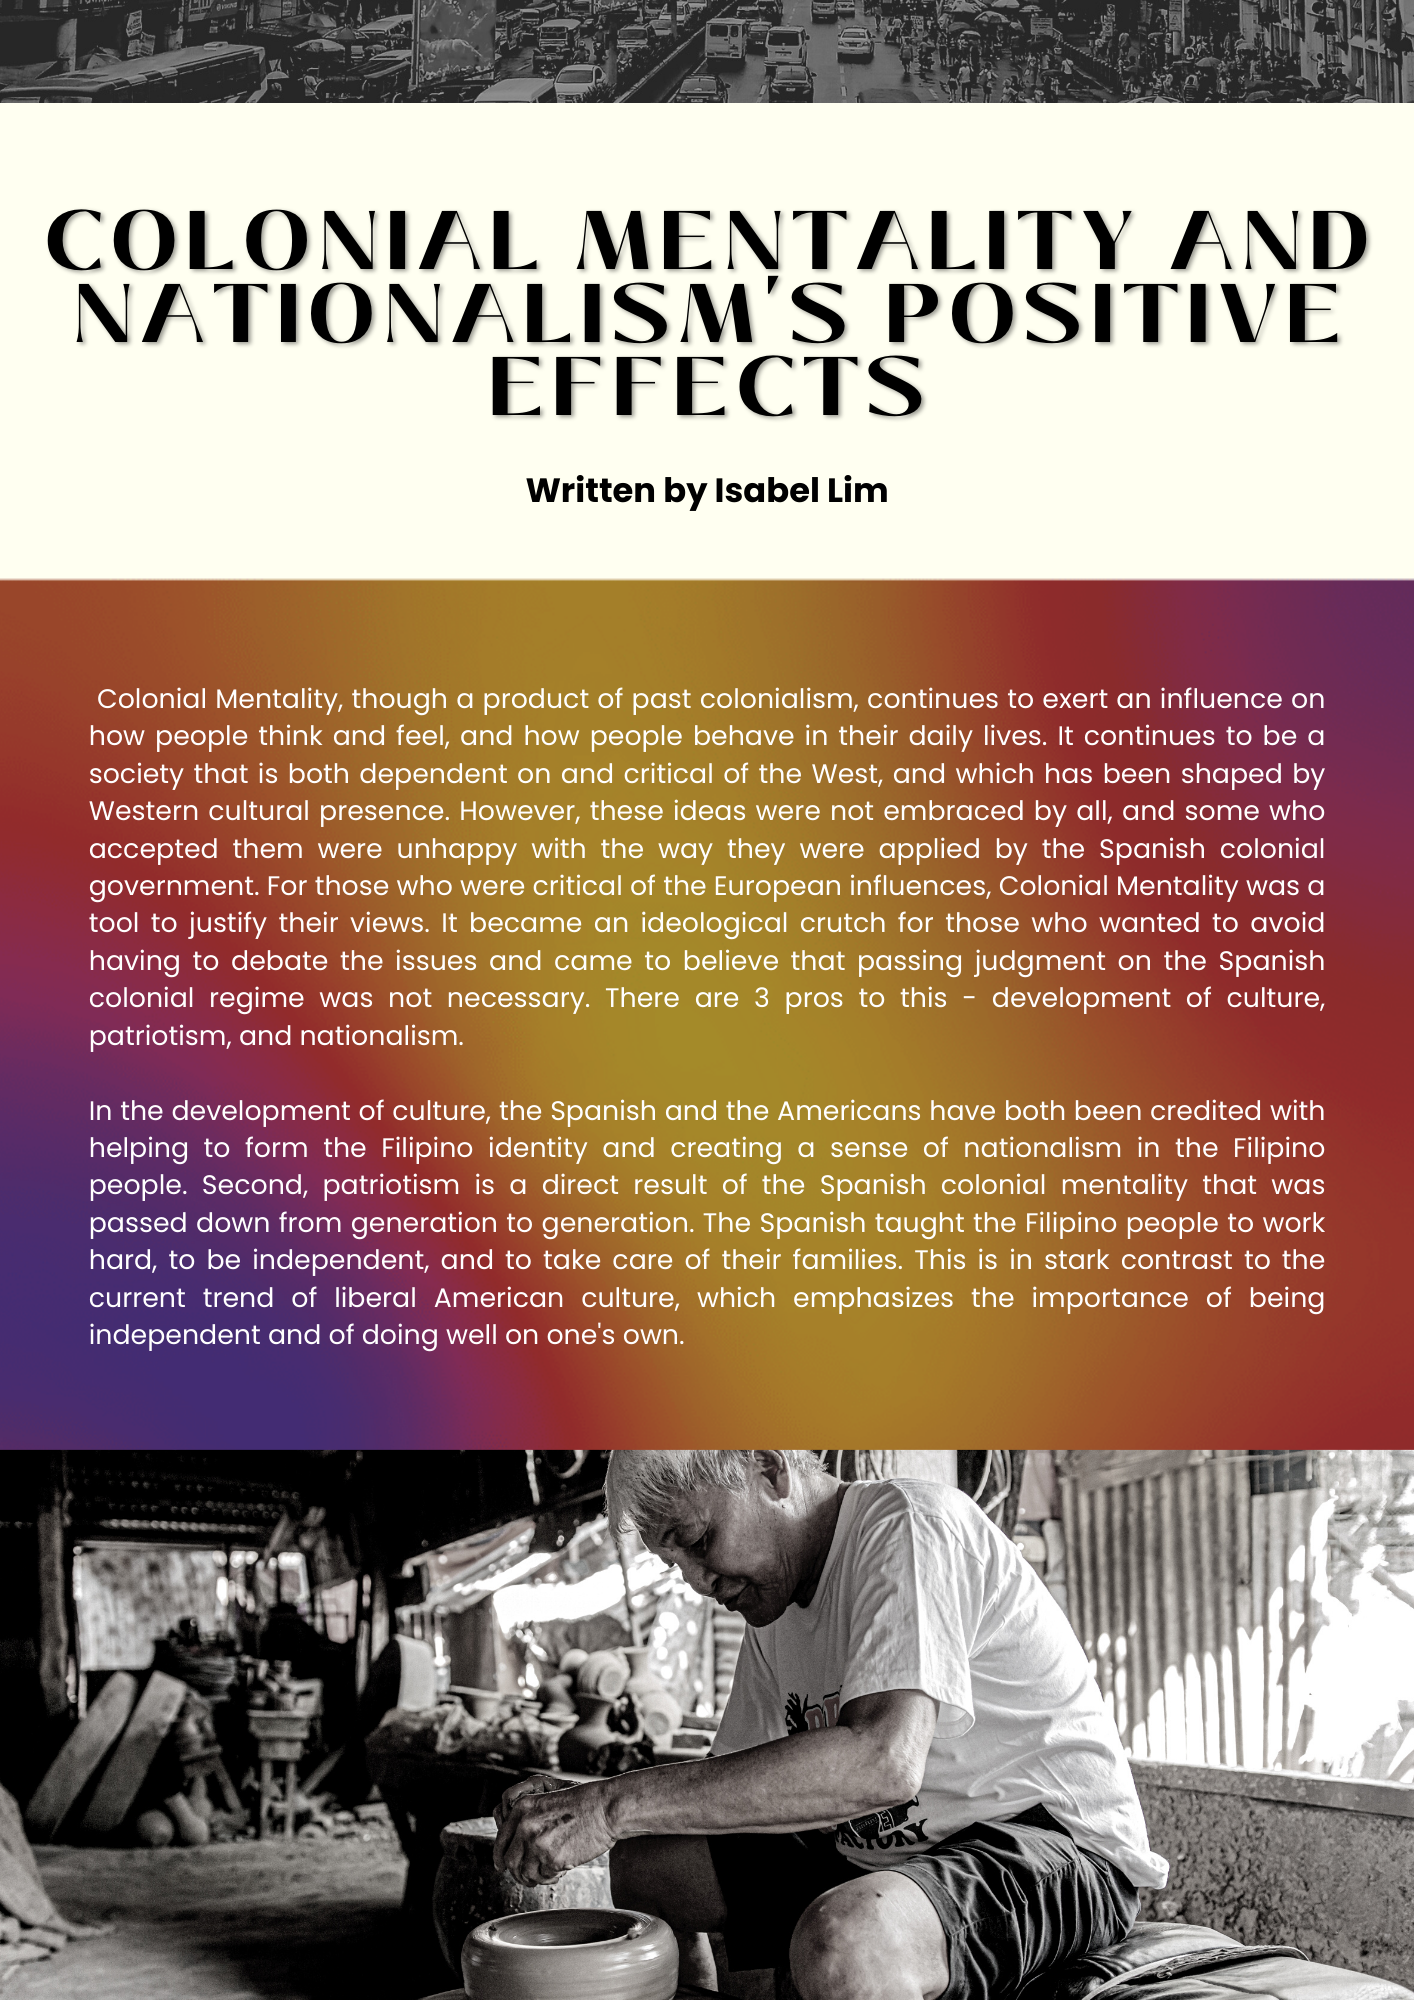 COLONIAL MENTALITY AND
NATIONALISM'S POSITIVE
EFFECTS
Written by Isabel Lim
Colonial Mentality, though a product of past colonialism, continues to exert an influence on
how people think and feel, and how people behave in their daily lives. It continues to be a
society that is both dependent on and critical of the West, and which has been shaped by
Western cultural presence. However, these ideas were not embraced by all, and some who
accepted them were unhappy with the way they were applied by the Spanish colonial
government. For those who were critical of the European influences, Colonial Mentality was a
tool to justify their views. It became an ideological crutch for those who wanted to avoid
having to debate the issues and came to believe that passing judgment on the Spanish
colonial regime was not necessary. There are 3 pros to this - development of culture,
patriotism, and nationalism.
In the development of culture, the Spanish and the Americans have both been credited with
helping to form the Filipino identity and creating a sense of nationalism in the Filipino
people. Second, patriotism is a direct result of the Spanish colonial mentality that was
passed down from generation to generation. The Spanish taught the Filipino people to work
hard, to be independent, and to take care of their families. This is in stark contrast to the
current trend of liberal American culture, which emphasizes the importance of being
independent and of doing well on one's own.